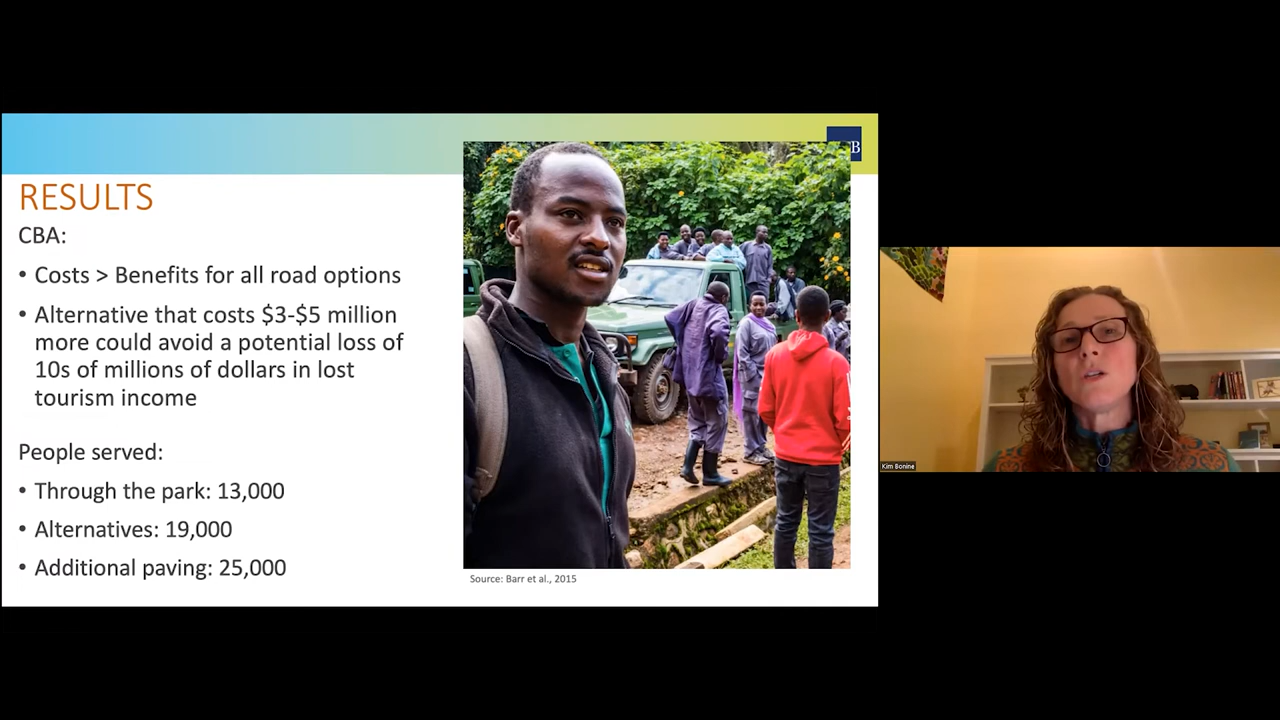 RESULTS
CBA:
• Costs > Benefits for all road options
• Alternative that costs $3-$5 million
more could avoid a potential loss of
10s of millions of dollars in lost
tourism income
People served:
• Through the park: 13,000
• Alternatives: 19,000
• Additional paving: 25,000
Source: Barr et al., 2015
Kim Bonine